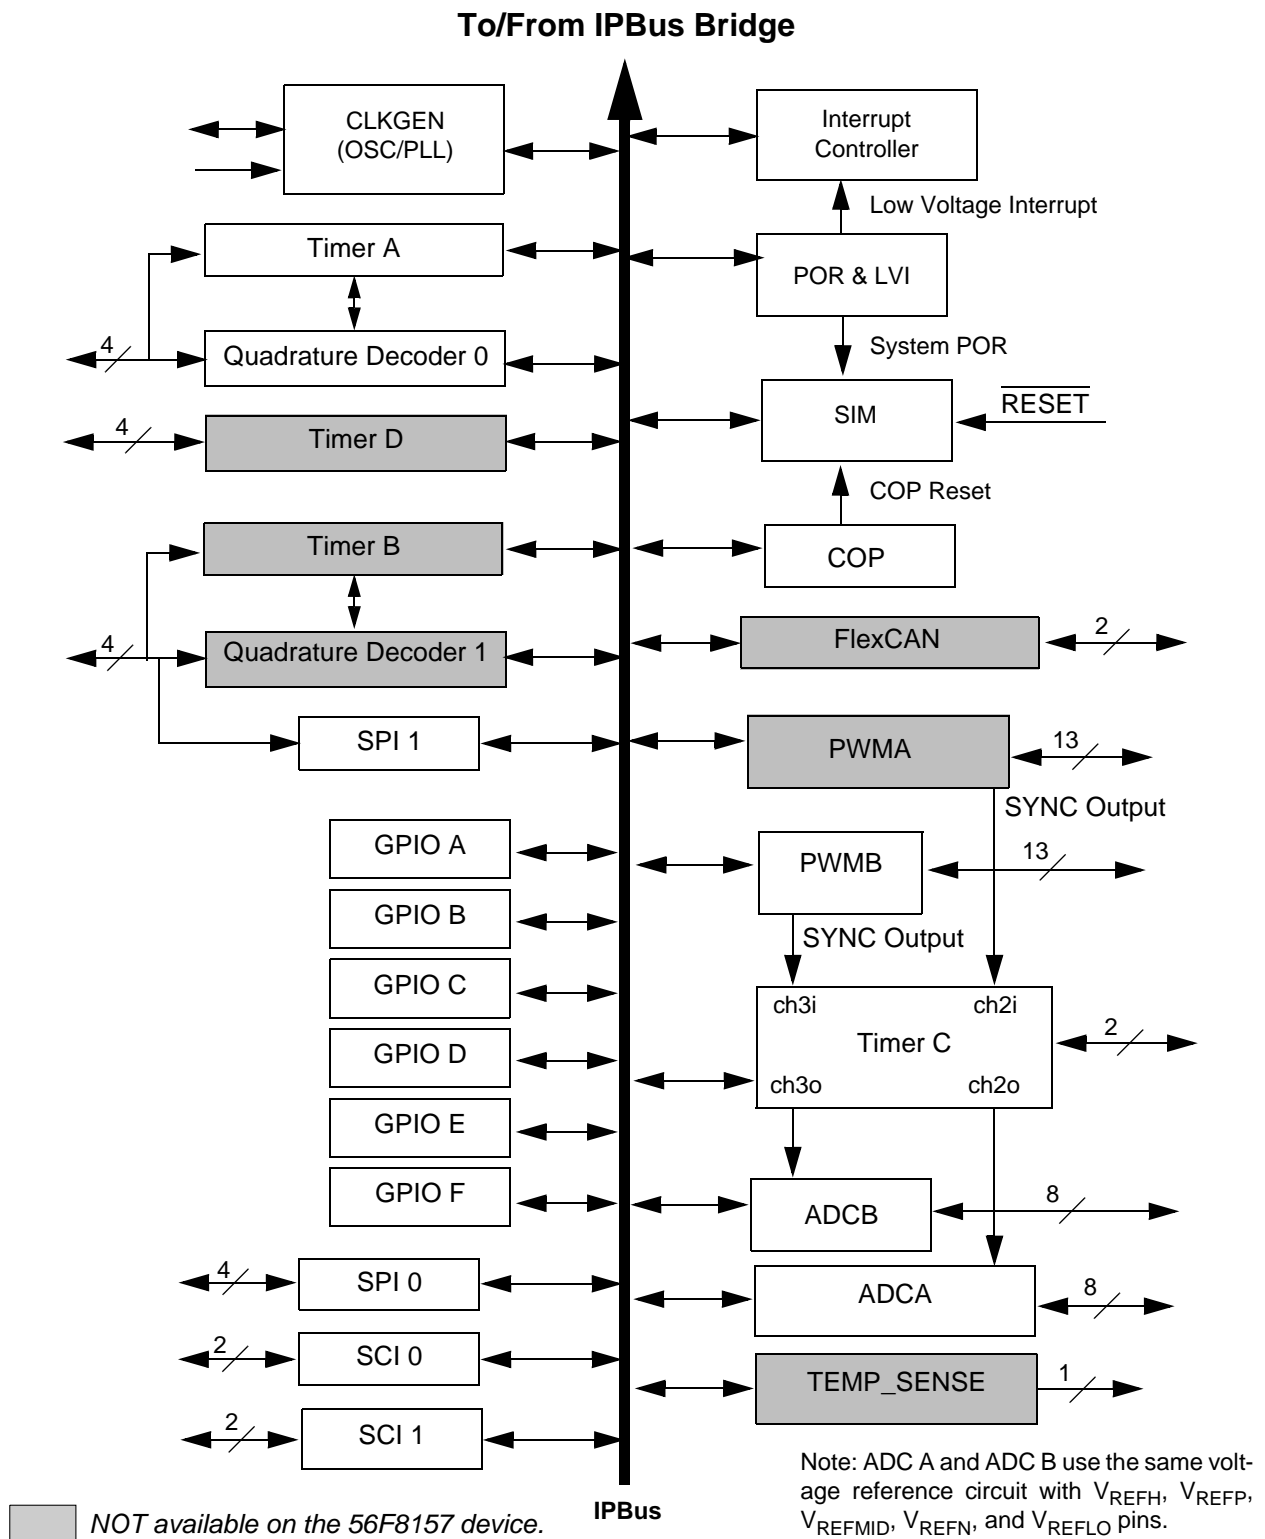 To/From IPBus Bridge
CLKGEN
(OSC/PLL)
Interrupt
Controller
Low Voltage Interrupt
Timer A
POR & LVI
4
Quadrature Decoder 0
System POR
SIM
RESET
4
Timer D
COP Reset
Timer B
COP
4
Quadrature Decoder 1
FlexCAN
2
SPI 1
PWMA
13
SYNC Output
GPIO A
PWMB
13
GPIO B
SYNC Output
GPIO C
ch3i
ch2i
Timer C
2
GPIO D
ch3o
ch2o
GPIO E
GPIO F
ADCB
8
4
SPI 0
ADCA
8
2
SCI 0
TEMP_SENSE
1
2
SCI 1
Note: ADC A and ADC B use the same volt-
age reference circuit with VREFH, VREFP,
VREFMID, VREFN, and VREFLO pins.
IPBus
NOT available on the 56F8157 device.